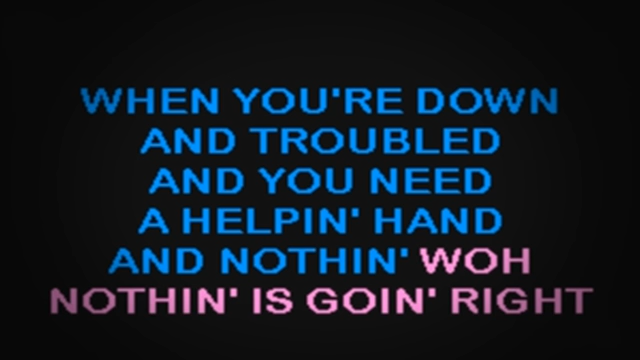 WHEN YOU'RE DOWN
AND TROUBLED
AND YOU NEED
A HELPIN' HAND
AND NOTHIN' WOH
NOTHIN' IS GOIN' RIGHT